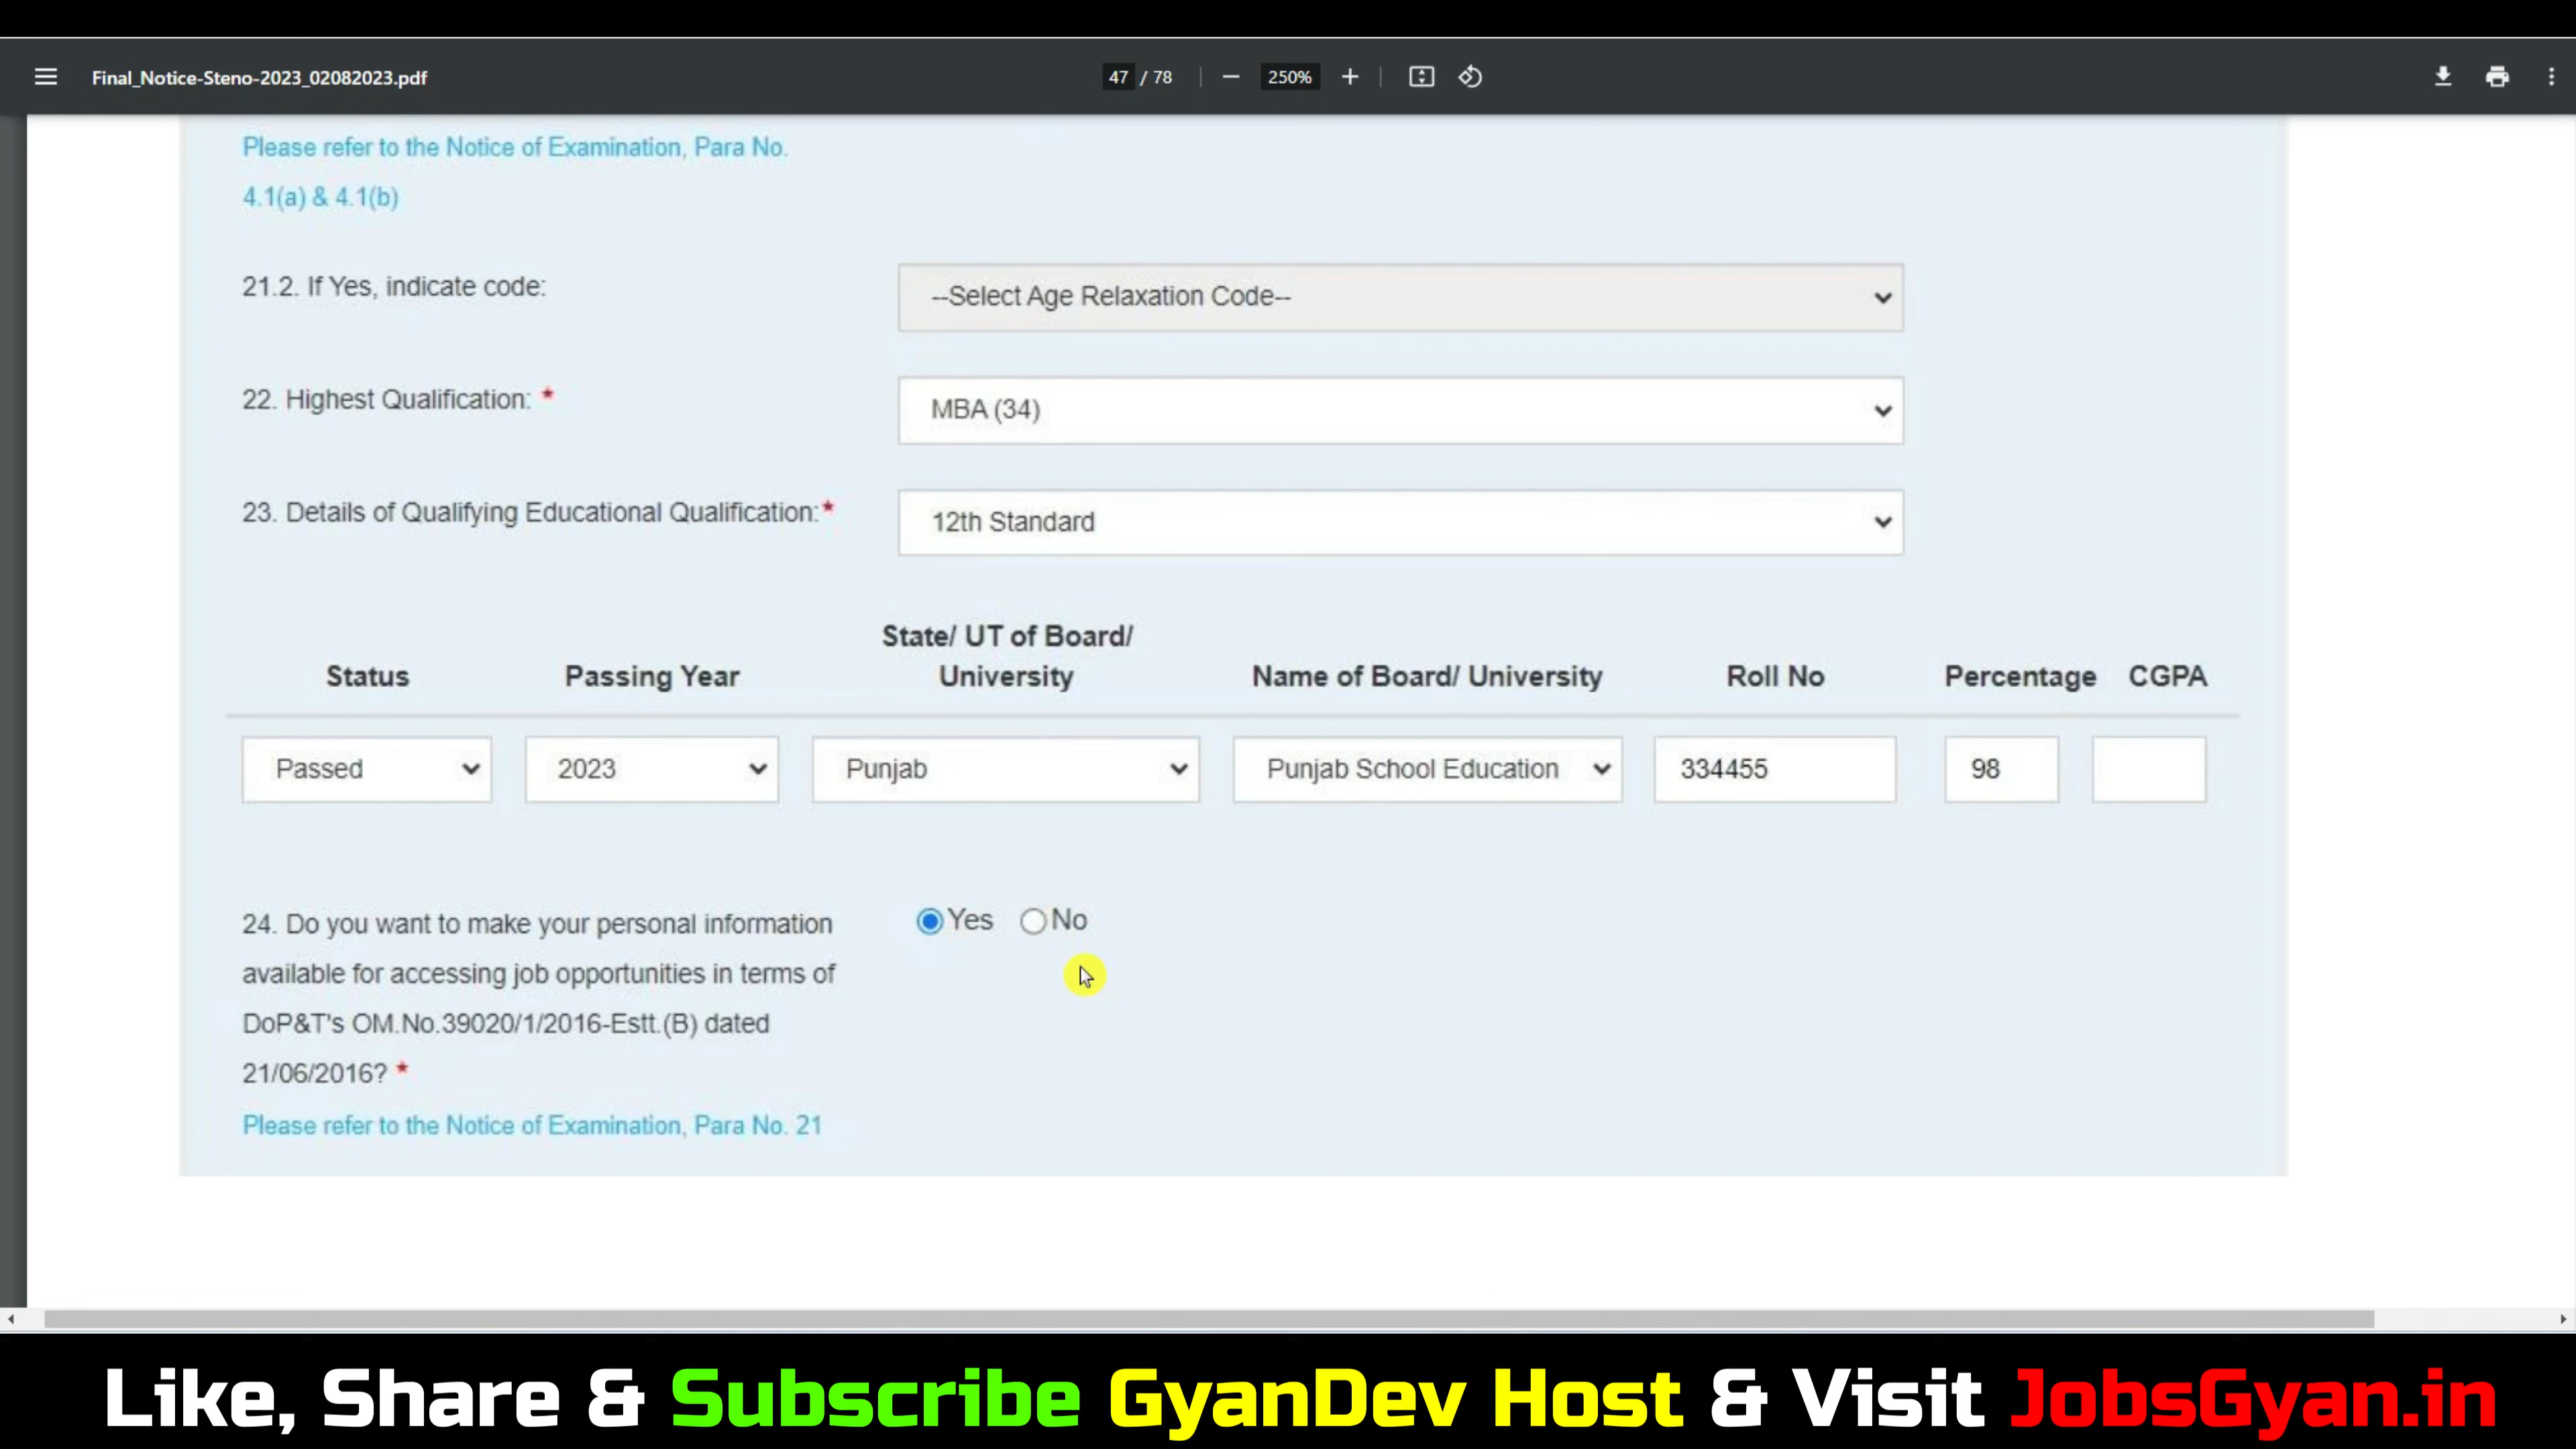 Final_Notice-Steno-2023_02082023.pdf
47 / 78
250%
Please refer to the Notice of Examination, Para No.
4.1(a) & 4.1(b)
21.2. If Yes, indicate code:
--Select Age Relaxation Code--
22. Highest Qualification: *
MBA (34)
23. Details of Qualifying Educational Qualification:*
12th Standard
Status
Passing Year
State/ UT of Board/
University
Name of Board/ University
Roll No
Percentage
CGPA
Passed
2023
Punjab
Punjab School Education
334455
98
24. Do you want to make your personal information
available for accessing job opportunities in terms of
DoP&T's OM.No.39020/1/2016-Estt.(B) dated
21/06/2016? *
Yes
No
Please refer to the Notice of Examination, Para No. 21
Like, Share & Subscribe GyanDev Host & Visit JobsGyan.in